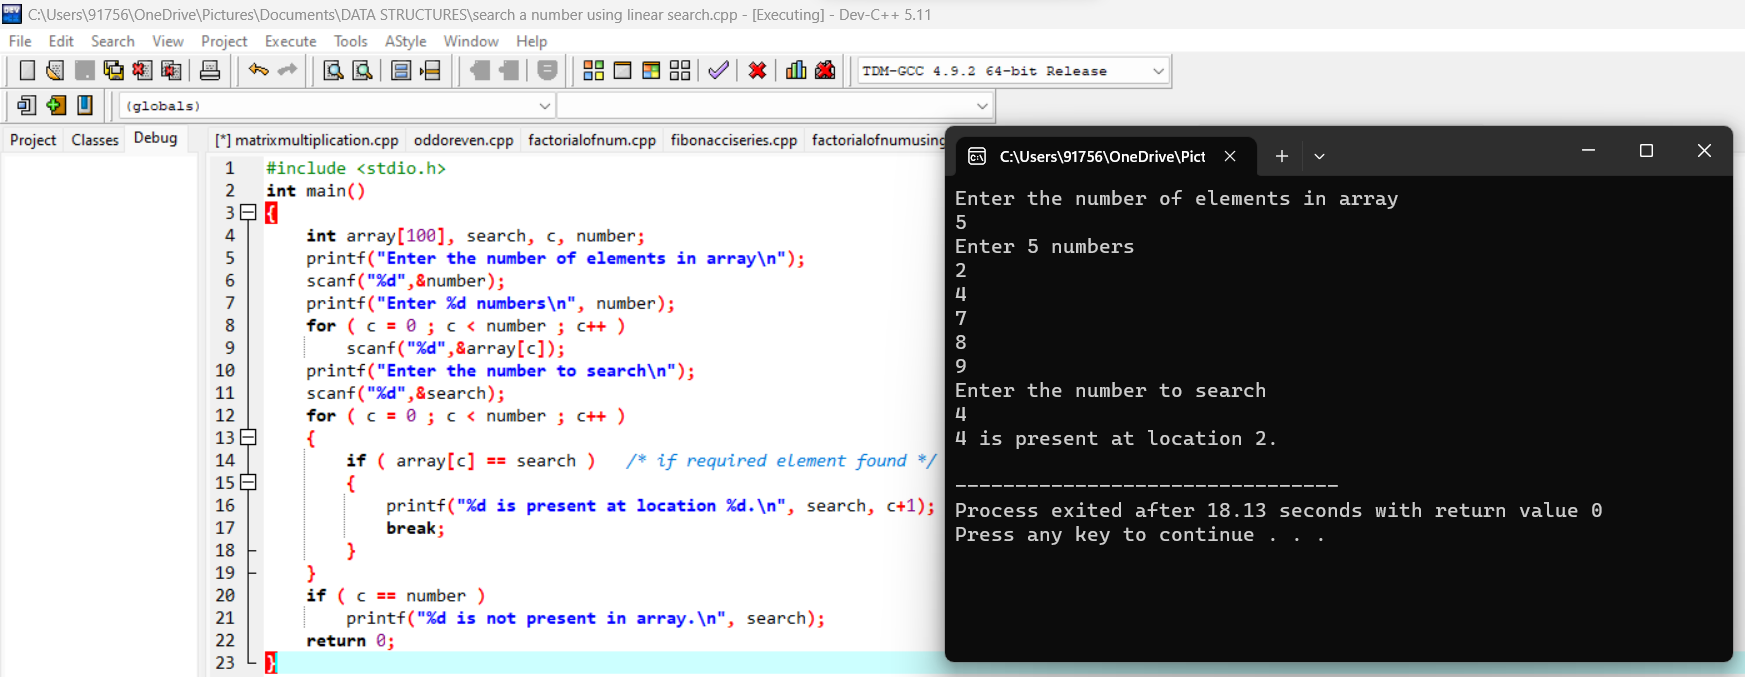 C:\Users\91756\OneDrive\Pictures\Documents\DATA STRUCTURES\search a number using linear search.cpp - [Executing] - Dev-C++ 5.11
File Edit Search View Project Execute Tools AStyle Window Help
TDM-GCC 4.9.2 64-bit Release
(globals)
Project Classes Debug
[*] matrixmultiplication.cpp oddoreven.cpp factorialofnum.cpp fibonacciseries.cpp factorialofnumusing
1 #include <stdio.h>
2 int main()
3 {
4 int array[100], search, c, number;
5 printf("Enter the number of elements in array\n");
6 scanf("%d",&number);
7 printf("Enter %d numbers\n", number);
8 for ( c = 0 ; c < number ; c++ )
9 scanf("%d",&array[c]);
10 printf("Enter the number to search\n");
11 scanf("%d",&search);
12 for ( c = 0 ; c < number ; c++ )
13 {
14 if ( array[c] == search ) /* if required element found */
15 {
16 printf("%d is present at location %d.\n", search, c+1);
17 break;
18 }
19 }
20 if ( c == number )
21 printf("%d is not present in array.\n", search);
22 return 0;
23 }
C:\Users\91756\OneDrive\Pict
Enter the number of elements in array
5
Enter 5 numbers
2
4
7
8
9
Enter the number to search
4
4 is present at location 2.
--------------------------------
Process exited after 18.13 seconds with return value 0
Press any key to continue . . .